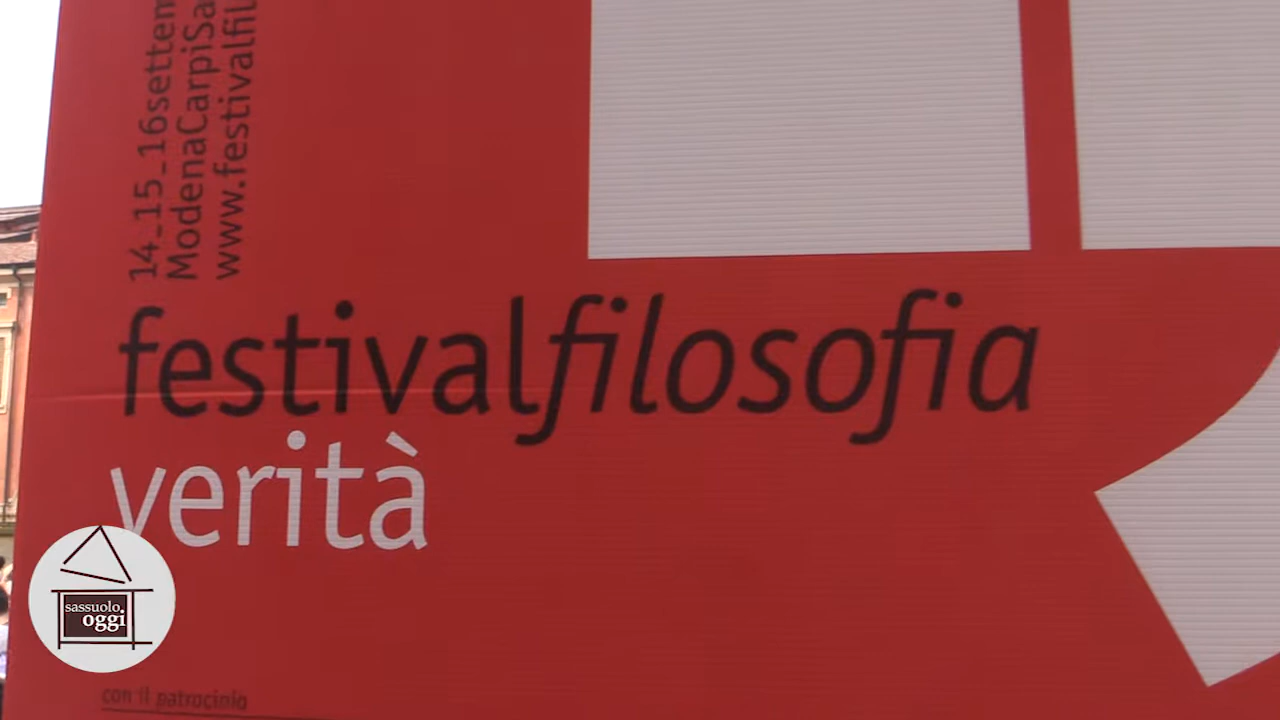 14_15_16settem
ModenaCarpiSa
www.festivalfil
festivalfilosofia
verità
sassuolo
oggi
con il patrocinio